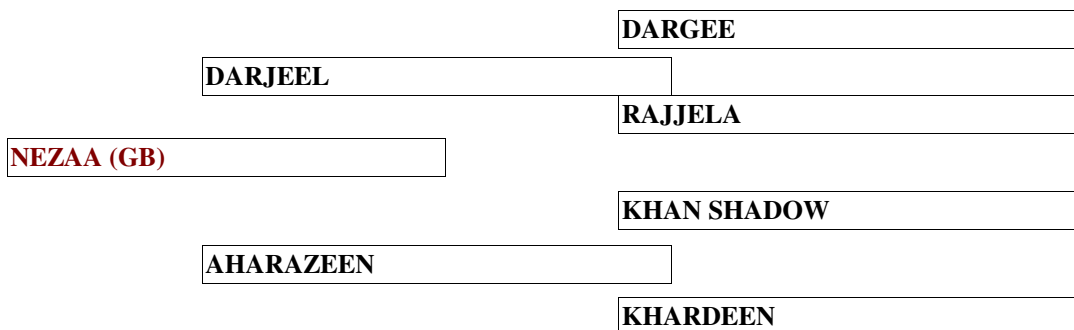 DARGEE
DARJEEL
RAJJELA
NEZAA (GB)
KHAN SHADOW
AHARAZEEN
KHARDEEN